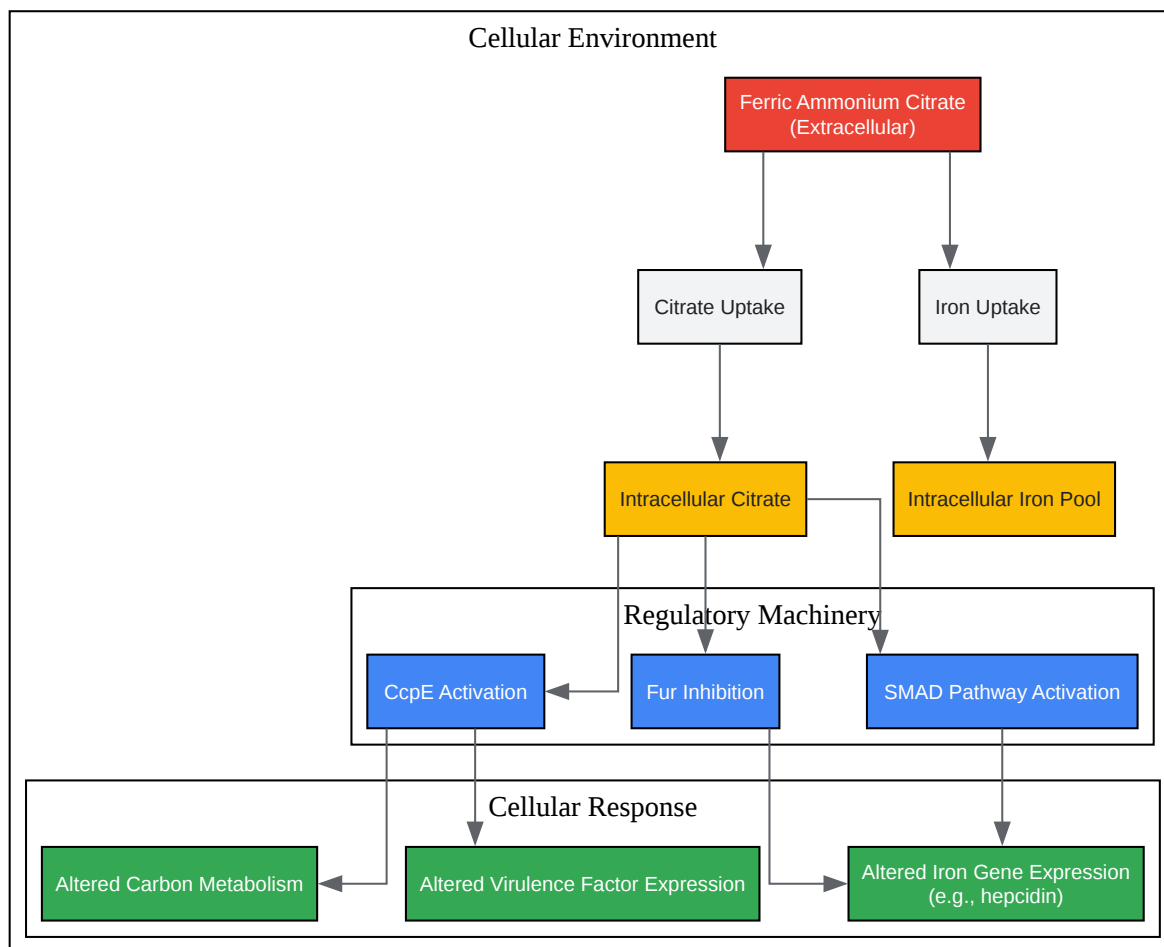 Cellular Environment
Ferric Ammonium Citrate
(Extracellular)
Citrate Uptake
Iron Uptake
Intracellular Citrate
Intracellular Iron Pool
Regulatory Machinery
CcpE Activation
Fur Inhibition
SMAD Pathway Activation
Cellular Response
Altered Carbon Metabolism
Altered Virulence Factor Expression
Altered Iron Gene Expression
(e.g., hepcidin)